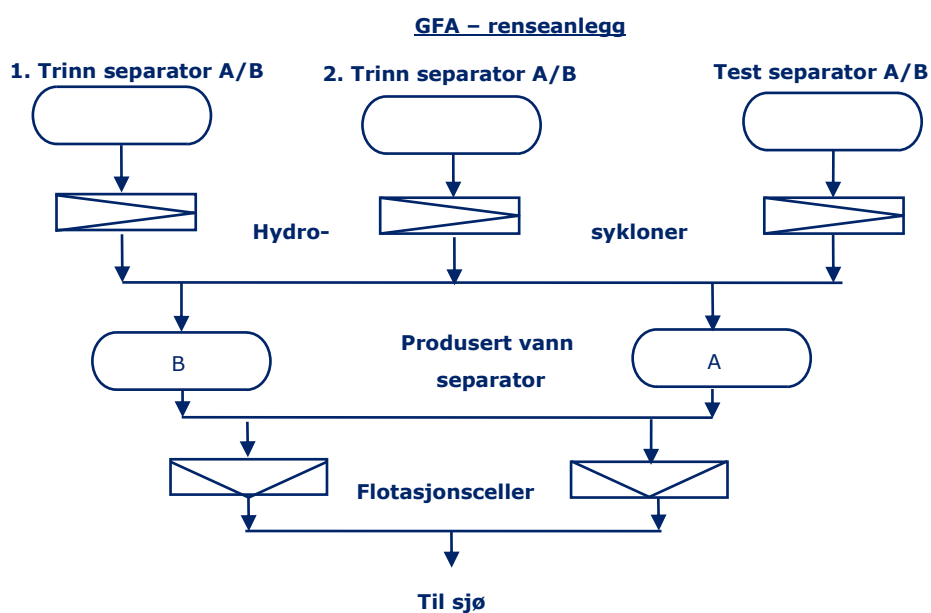 GFA – renseanlegg
1. Trinn separator A/B
2. Trinn separator A/B
Test separator A/B
Hydro-
sykloner
B
Produsert vann
separator
A
Flotasjonsceller
Til sjø